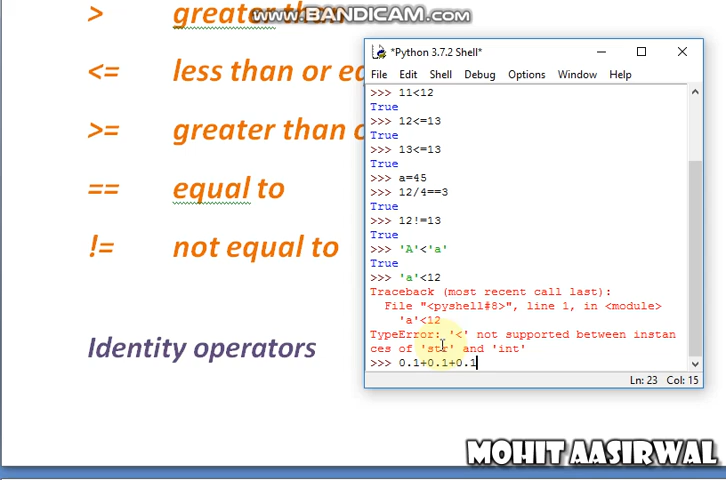 > greater than
www.BANDICAM.com
<= less than or eq
>= greater than o
== equal to
!= not equal to
Identity operators
*Python 3.7.2 Shell*
File Edit Shell Debug Options Window Help
>>> 11<12
True
>>> 12<=13
True
>>> 13<=13
True
>>> a=45
>>> 12/4==3
True
>>> 12!=13
True
>>> 'A'<'a'
True
>>> 'a'<12
Traceback (most recent call last):
  File "<pyshell#8>", line 1, in <module>
    'a'<12
TypeError: '<' not supported between instan
ces of 'str' and 'int'
>>> 0.1+0.1+0.1
Ln: 23 Col: 15
MOHIT AASIRWAL